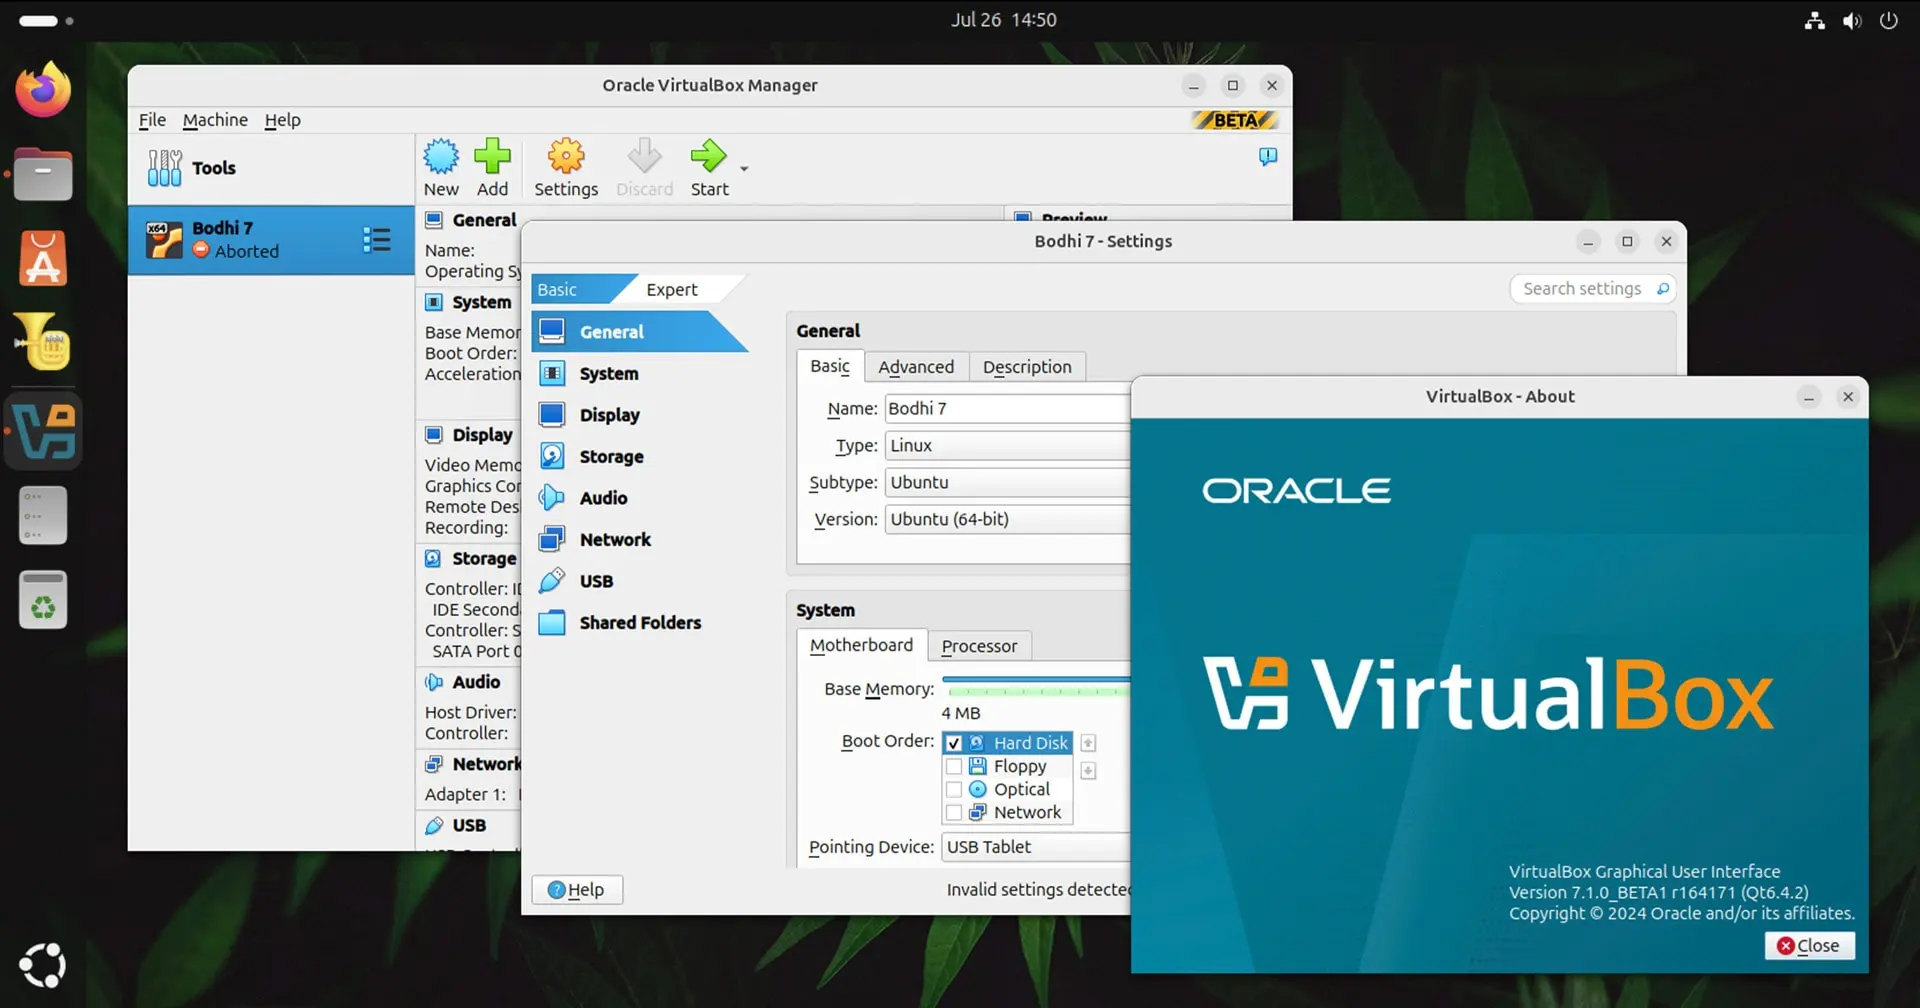 Jul 26 14:50
Oracle VirtualBox Manager
File Machine Help
BETA
Tools
New Add Settings Discard Start
x64
Bodhi 7
Aborted
General
Name:
Operating Sy
System
Base Memor
Boot Order:
Acceleration
Display
Video Memo
Graphics Con
Remote Des
Recording:
Storage
Controller: ID
IDE Seconda
Controller: S
SATA Port 0
Audio
Host Driver:
Controller:
Network
Adapter 1:
USB
Preview
Bodhi 7 - Settings
Basic Expert
Search settings
General
System
Display
Storage
Audio
Network
USB
Shared Folders
General
Basic Advanced Description
Name: Bodhi 7
Type: Linux
Subtype: Ubuntu
Version: Ubuntu (64-bit)
System
Motherboard Processor
Base Memory:
4 MB
Boot Order: Hard Disk
Floppy
Optical
Network
Pointing Device: USB Tablet
Help
Invalid settings detected
VirtualBox - About
ORACLE
VirtualBox
VirtualBox Graphical User Interface
Version 7.1.0_BETA1 r164171 (Qt6.4.2)
Copyright © 2024 Oracle and/or its affiliates.
Close